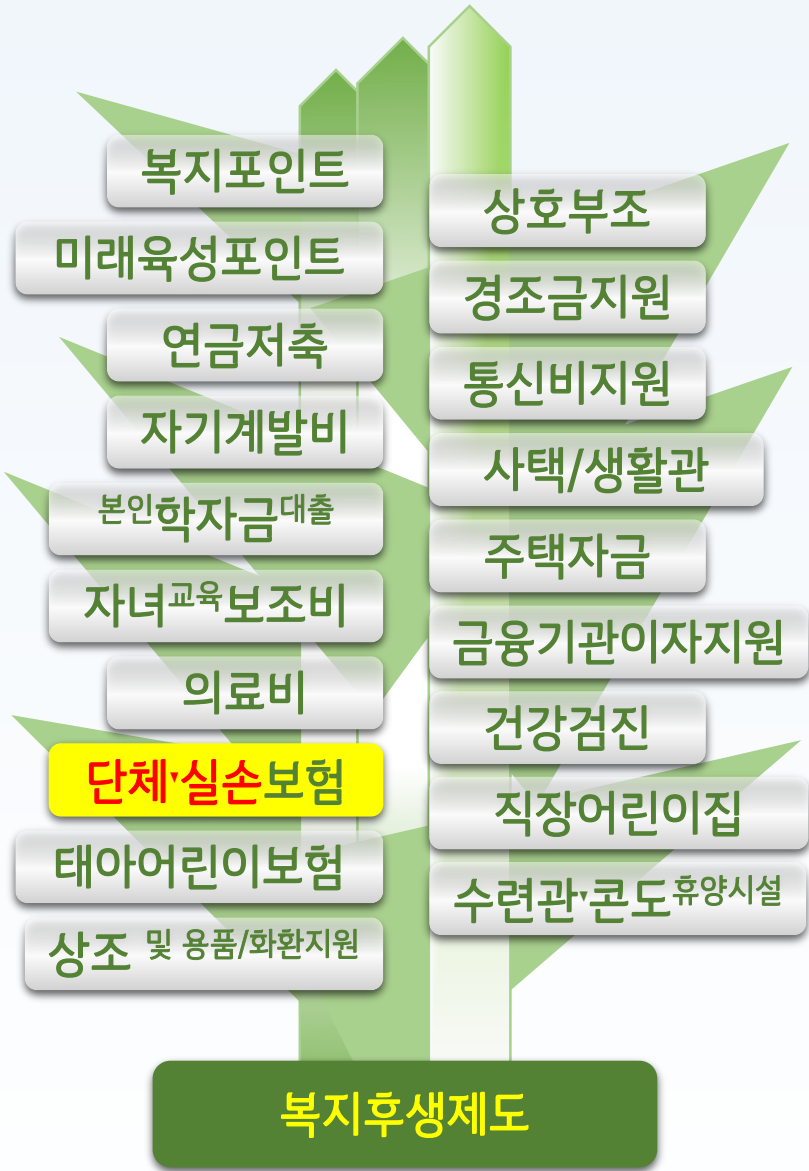 복지포인트
미래육성포인트
연금저축
자기계발비
본인학자금대출
자녀교육보조비
의료비
단체▾실손보험
태아어린이보험
상조 및 용품/화환지원
상호부조
경조금지원
통신비지원
사택/생활관
주택자금
금융기관이자지원
건강검진
직장어린이집
수련관▾콘도휴양시설
복지후생제도